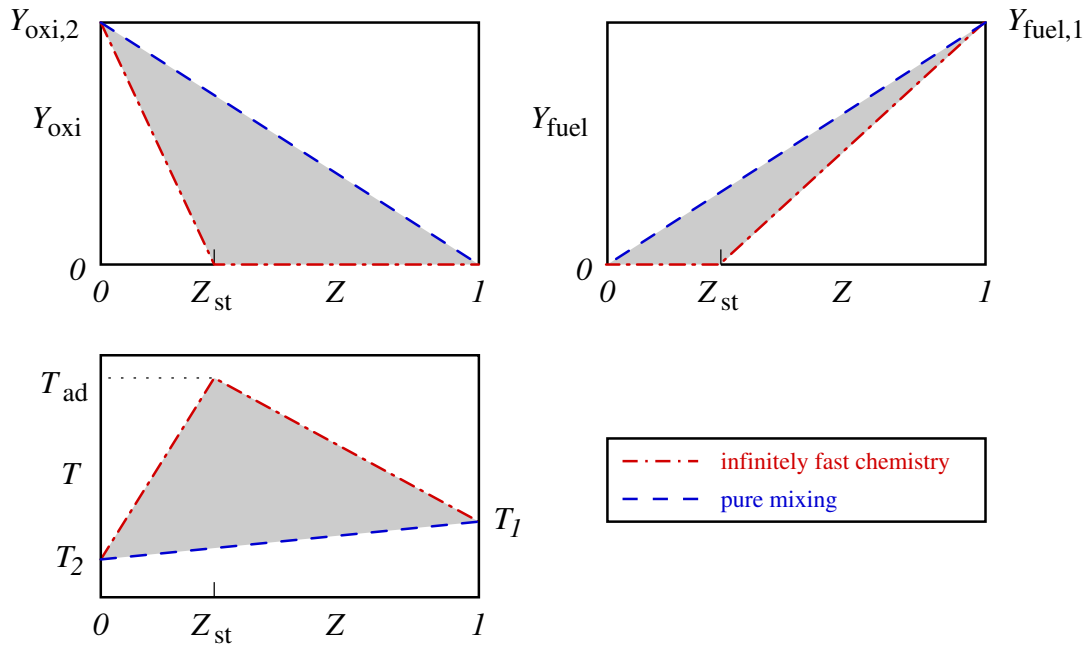 Y_oxi,2
Y_oxi
0
0
Z_st
Z
1
Y_fuel,1
Y_fuel
0
0
Z_st
Z
1
T_ad
T
T_2
T_1
0
Z_st
Z
1
infinitely fast chemistry
pure mixing